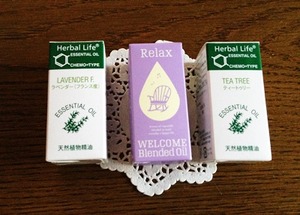 Herbal Life®
ESSENTIAL OIL
CHEMO•TYPE
LAVENDER F.
ラベンダー(フランス産)
ESSENTIAL OIL
天然植物精油
Relax
WELCOME
Blended Oil
Herbal Life®
ESSENTIAL OIL
CHEMO•TYPE
TEA TREE
ティートゥリー
ESSENTIAL OIL
天然植物精油